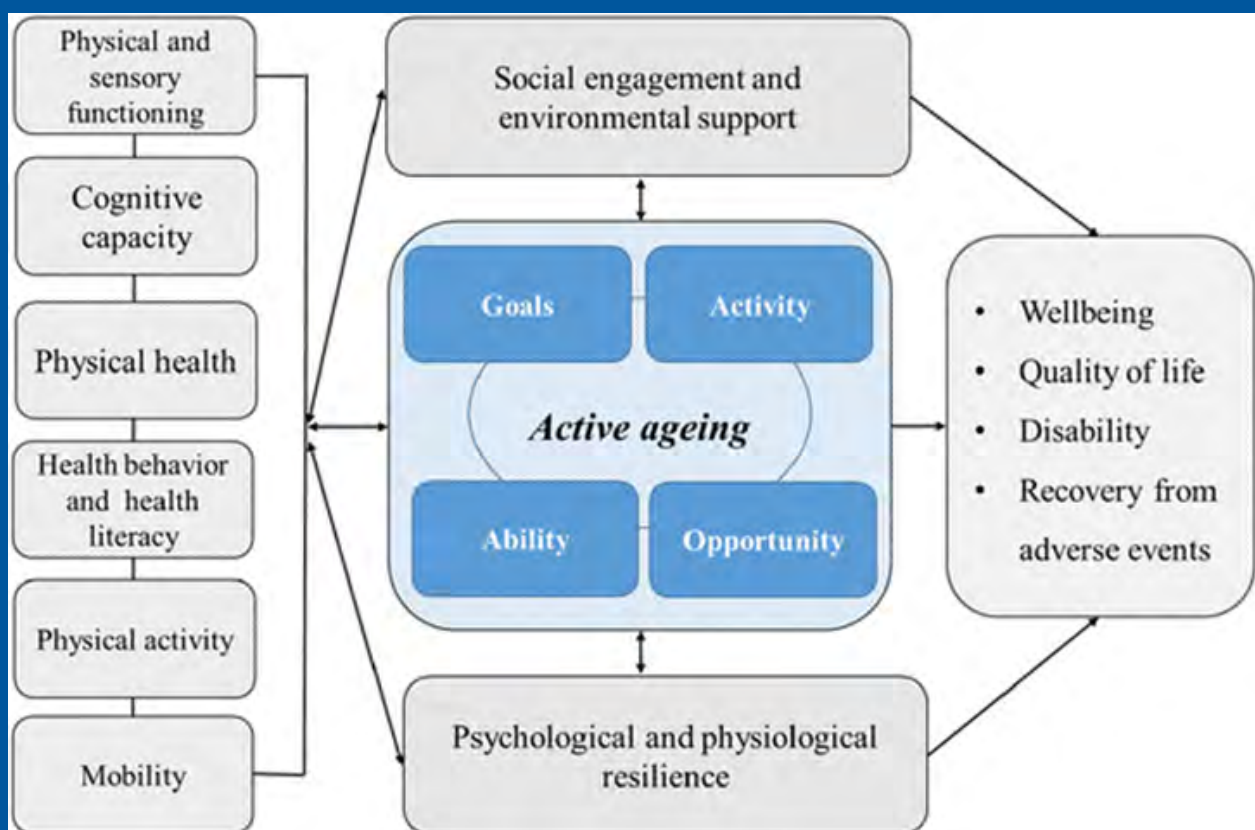 Physical and
sensory
functioning
Cognitive
capacity
Physical health
Health behavior
and health
literacy
Physical activity
Mobility
Social engagement and
environmental support
Goals
Activity
Active ageing
Ability
Opportunity
Psychological and physiological
resilience
• Wellbeing
• Quality of life
• Disability
• Recovery from
adverse events